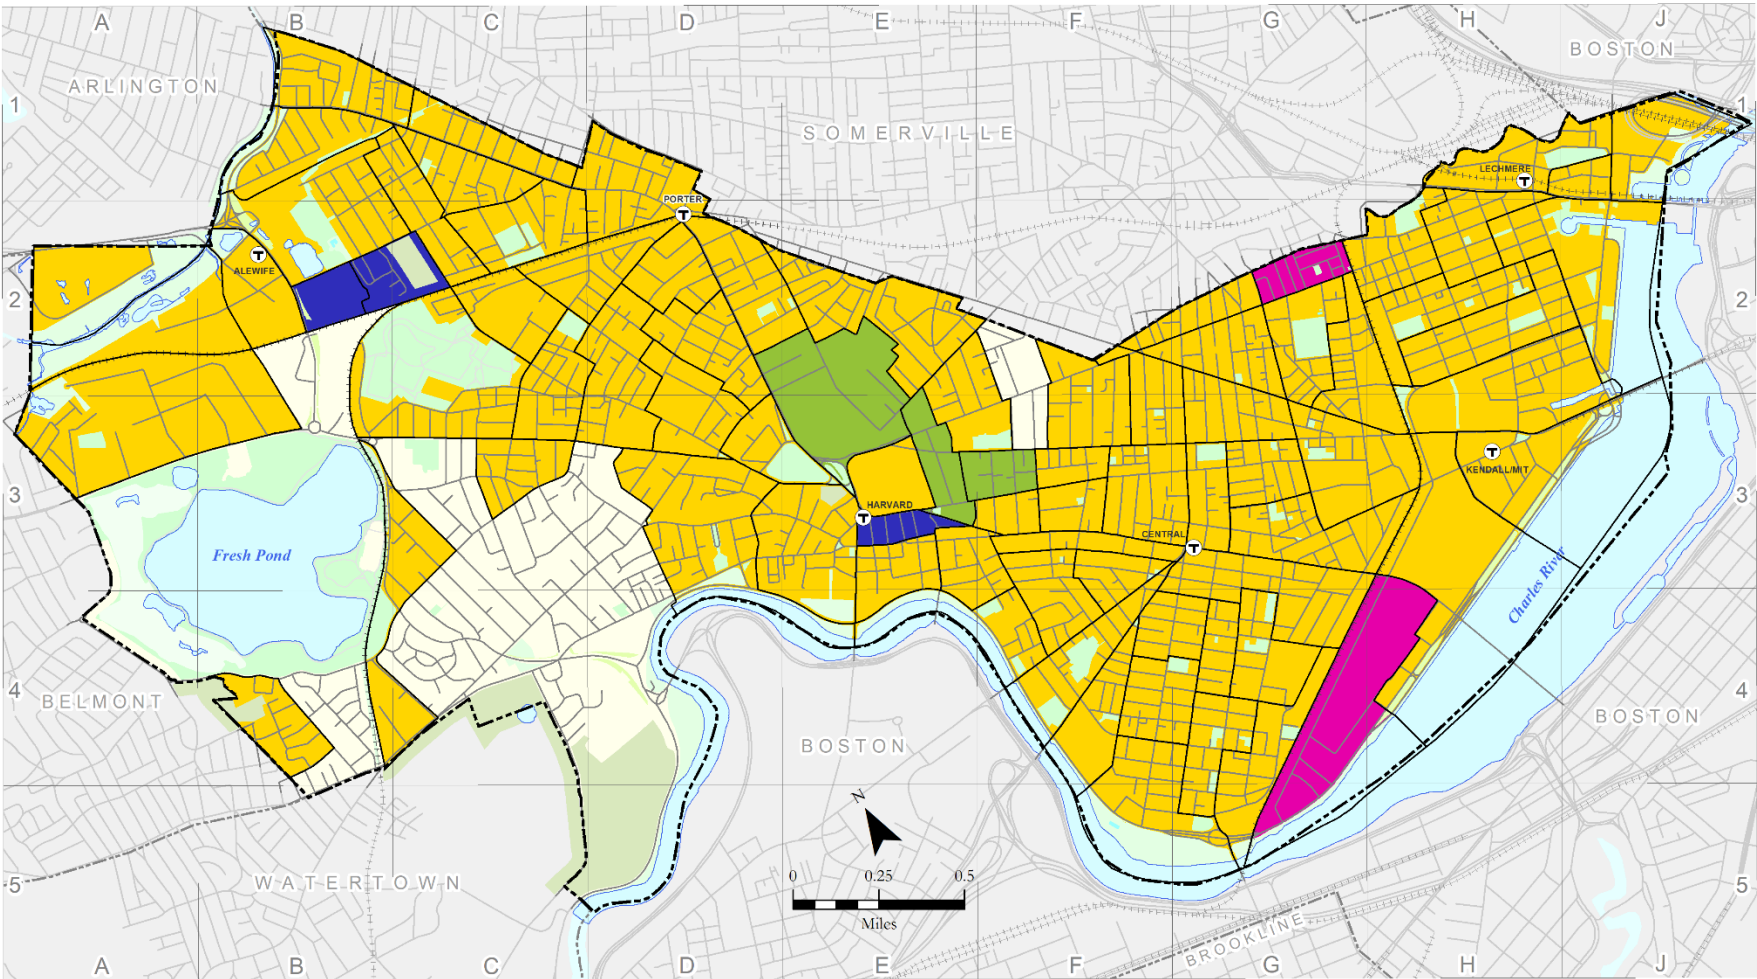 A B C D E F G H J
BOSTON
ARLINGTON
1
1
SOMERVILLE
LECHMERE
PORTER
ALEWIFE
2
2
KENDALL/MIT
3
3
HARVARD
CENTRAL
Fresh Pond
Charles River
4
4
BELMONT
BOSTON
BOSTON
N
0 0.25 0.5
Miles
5
5
WATERTOWN
BROOKLINE
A B C D E F G H J
T
T
T
T
T
T